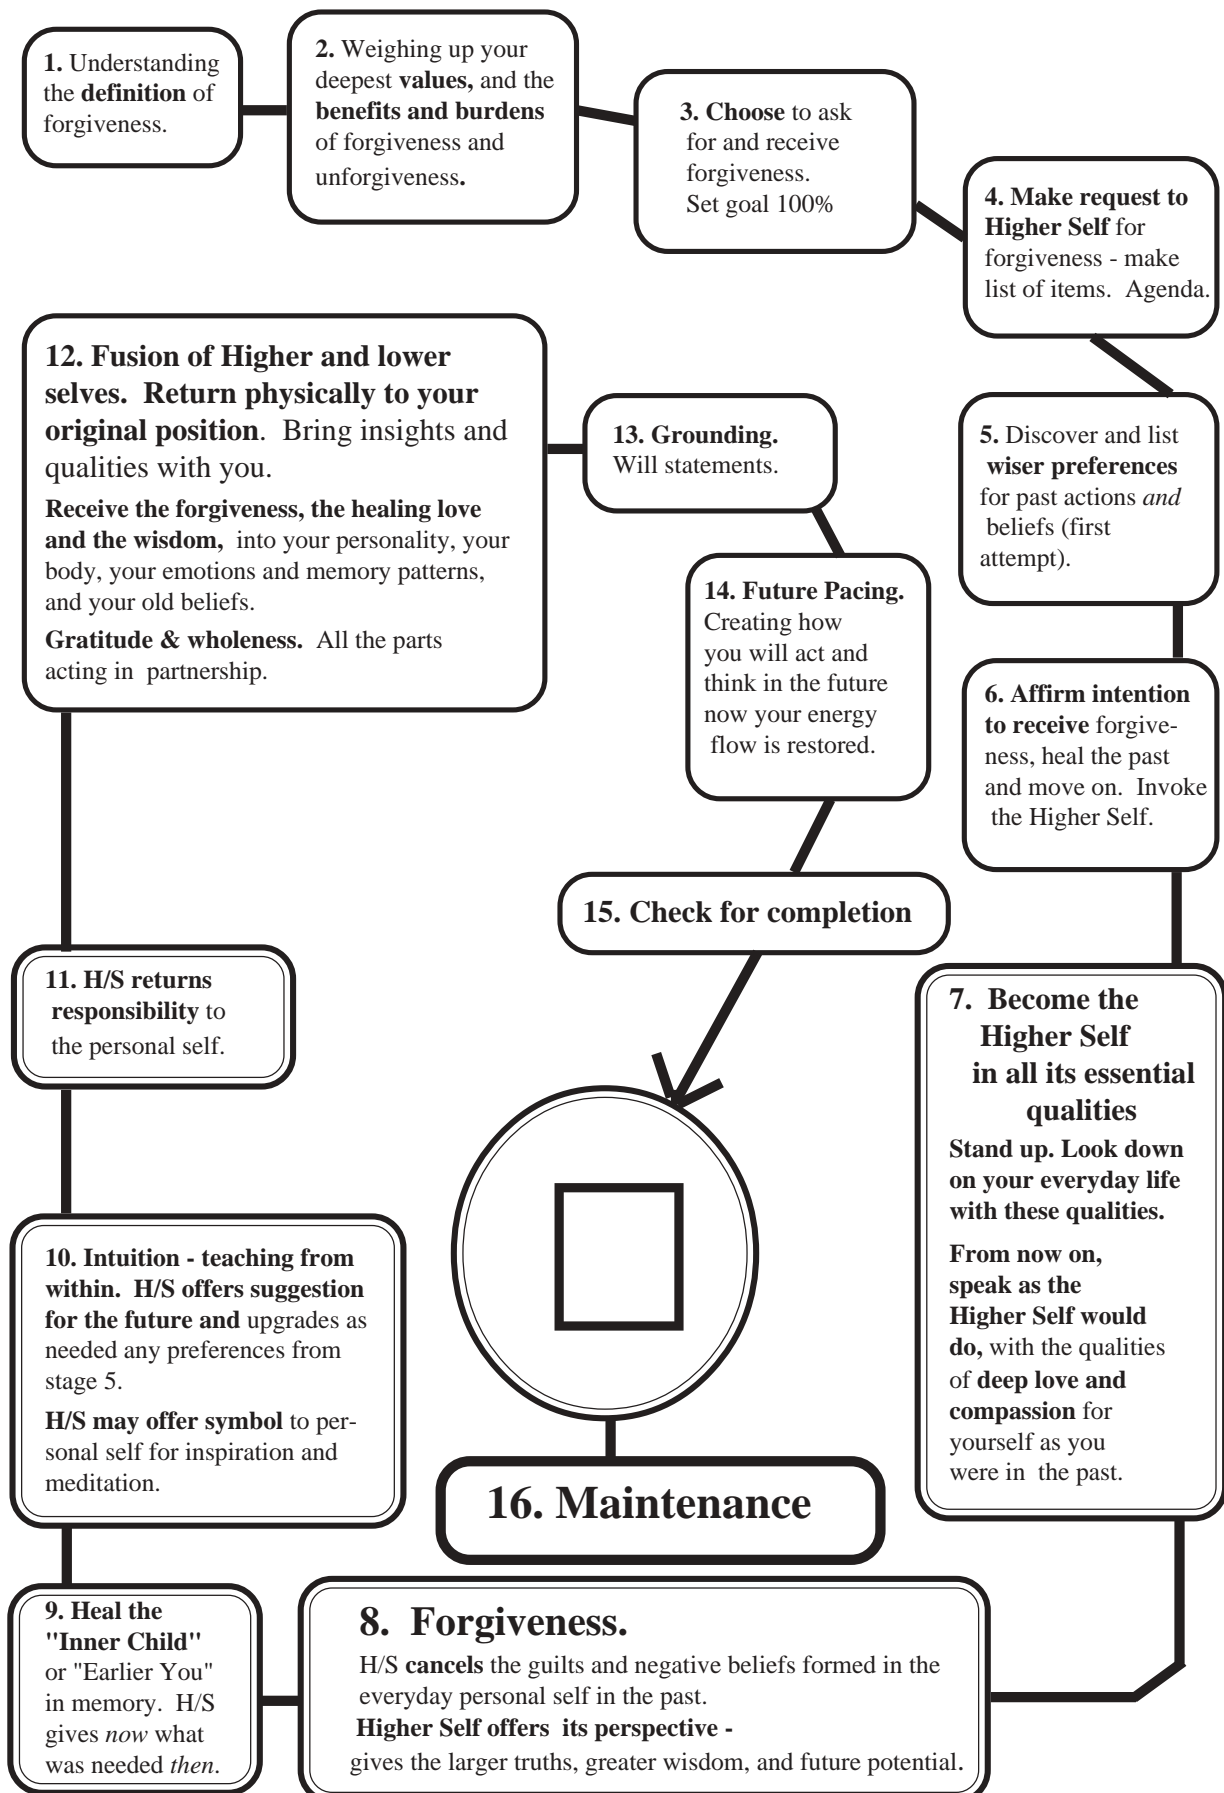 1. Understanding
the definition of
forgiveness.
2. Weighing up your
deepest values, and the
benefits and burdens
of forgiveness and
unforgiveness.
3. Choose to ask
for and receive
forgiveness.
Set goal 100%
4. Make request to
Higher Self for
forgiveness - make
list of items. Agenda.
5. Discover and list
wiser preferences
for past actions and
beliefs (first
attempt).
6. Affirm intention
to receive forgive-
ness, heal the past
and move on. Invoke
the Higher Self.
7. Become the
Higher Self
in all its essential
qualities
Stand up. Look down
on your everyday life
with these qualities.
From now on,
speak as the
Higher Self would
do, with the qualities
of deep love and
compassion for
yourself as you
were in the past.
8. Forgiveness.
H/S cancels the guilts and negative beliefs formed in the
everyday personal self in the past.
Higher Self offers its perspective -
gives the larger truths, greater wisdom, and future potential.
9. Heal the
"Inner Child"
or "Earlier You"
in memory. H/S
gives now what
was needed then.
10. Intuition - teaching from
within. H/S offers suggestion
for the future and upgrades as
needed any preferences from
stage 5.
H/S may offer symbol to per-
sonal self for inspiration and
meditation.
11. H/S returns
responsibility to
the personal self.
12. Fusion of Higher and lower
selves. Return physically to your
original position. Bring insights and
qualities with you.
Receive the forgiveness, the healing love
and the wisdom, into your personality, your
body, your emotions and memory patterns,
and your old beliefs.
Gratitude & wholeness. All the parts
acting in partnership.
13. Grounding.
Will statements.
14. Future Pacing.
Creating how
you will act and
think in the future
now your energy
flow is restored.
15. Check for completion
16. Maintenance